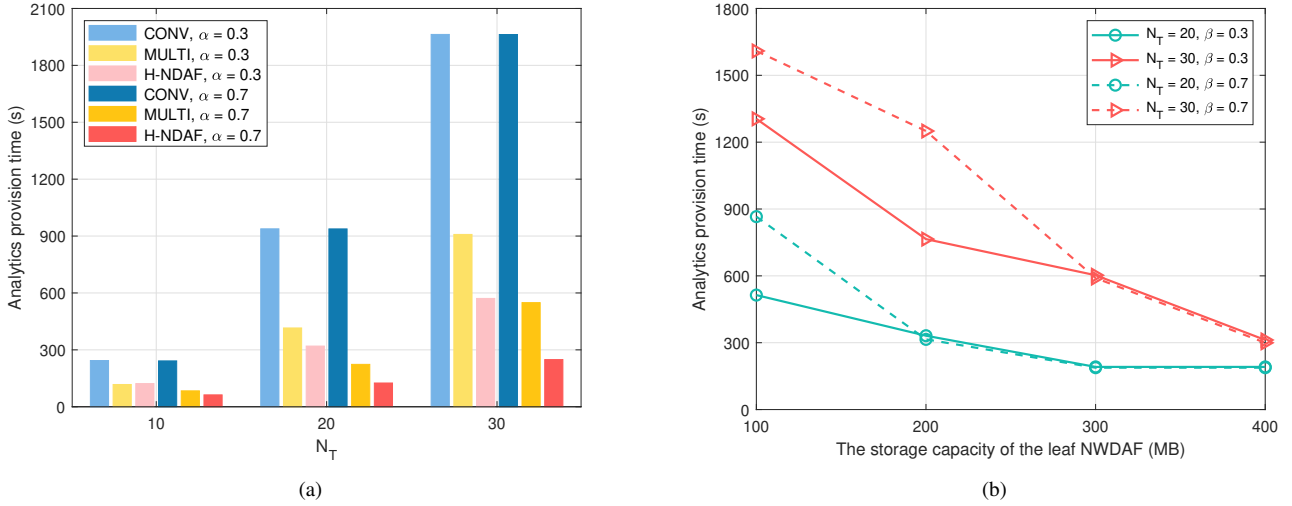 2100
1800
1500
1200
900
600
300
0
Analytics provision time (s)
CONV, α = 0.3
MULTI, α = 0.3
H-NDAF, α = 0.3
CONV, α = 0.7
MULTI, α = 0.7
H-NDAF, α = 0.7
10
20
30
N_T
(a)
1800
1500
1200
900
600
300
0
Analytics provision time (s)
N_T = 20, β = 0.3
N_T = 30, β = 0.3
N_T = 20, β = 0.7
N_T = 30, β = 0.7
100
200
300
400
The storage capacity of the leaf NWDAF (MB)
(b)